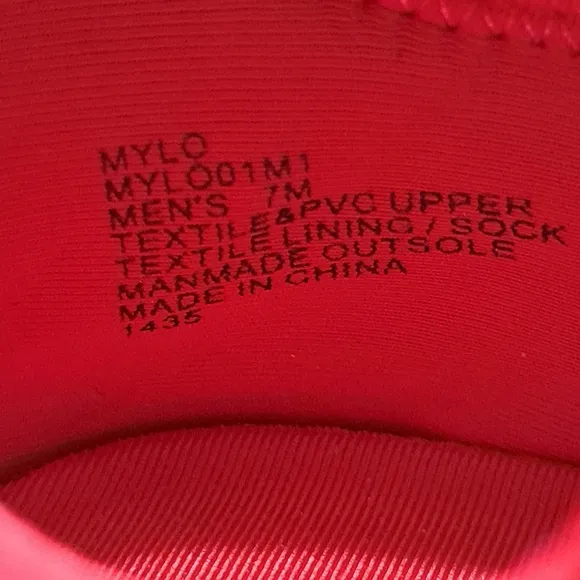 MYLO
MYLO01M1
MEN'S 7M
TEXTILE&PVC UPPER
TEXTILE LINING / SOCK
MANMADE OUTSOLE
MADE IN CHINA
1435